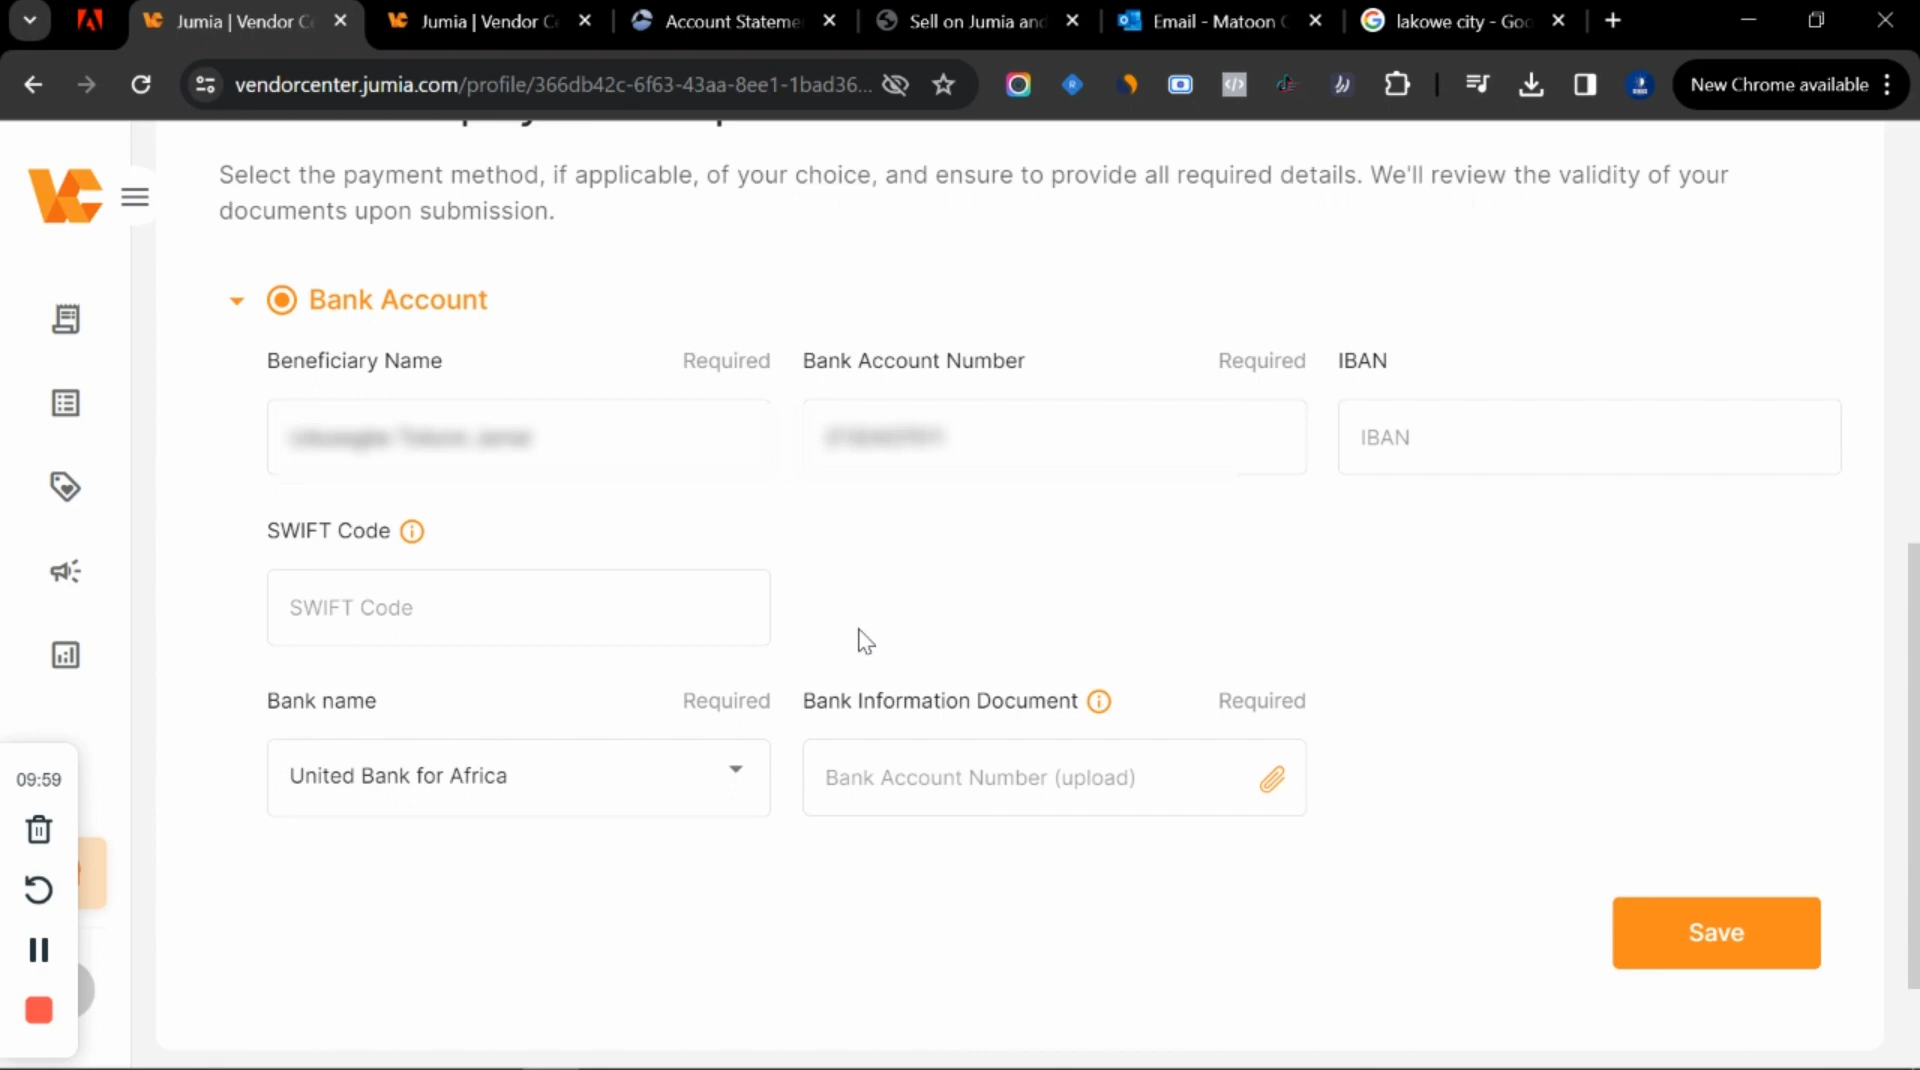 Jumia | Vendor C
Jumia | Vendor C
Account Stateme
Sell on Jumia and
Email - Matoon
lakowe city - Goo
vendorcenter.jumia.com/profile/366db42c-6f63-43aa-8ee1-1bad36...
New Chrome available
Select the payment method, if applicable, of your choice, and ensure to provide all required details. We'll review the validity of your
documents upon submission.
Bank Account
Beneficiary Name Required
Bank Account Number Required
IBAN
IBAN
SWIFT Code
SWIFT Code
Bank name Required
Bank Information Document Required
United Bank for Africa
Bank Account Number (upload)
09:59
Save